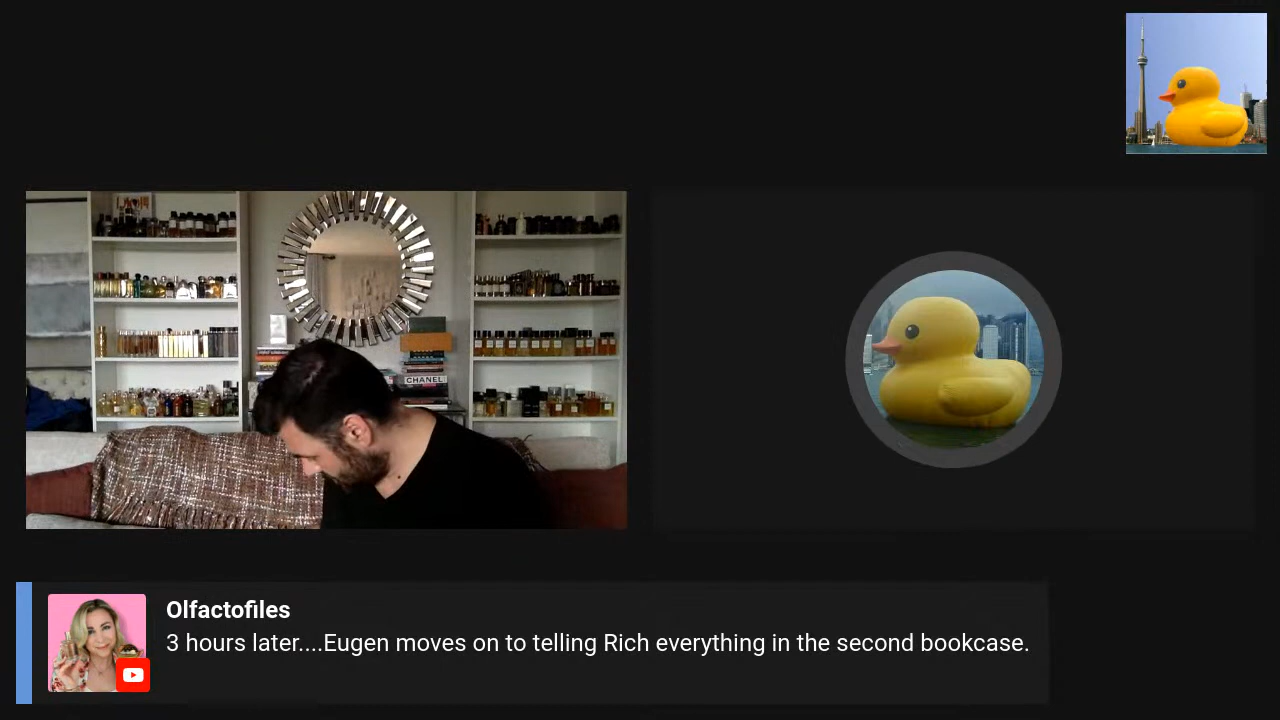 CHANEL
Olfactofiles
3 hours later....Eugen moves on to telling Rich everything in the second bookcase.